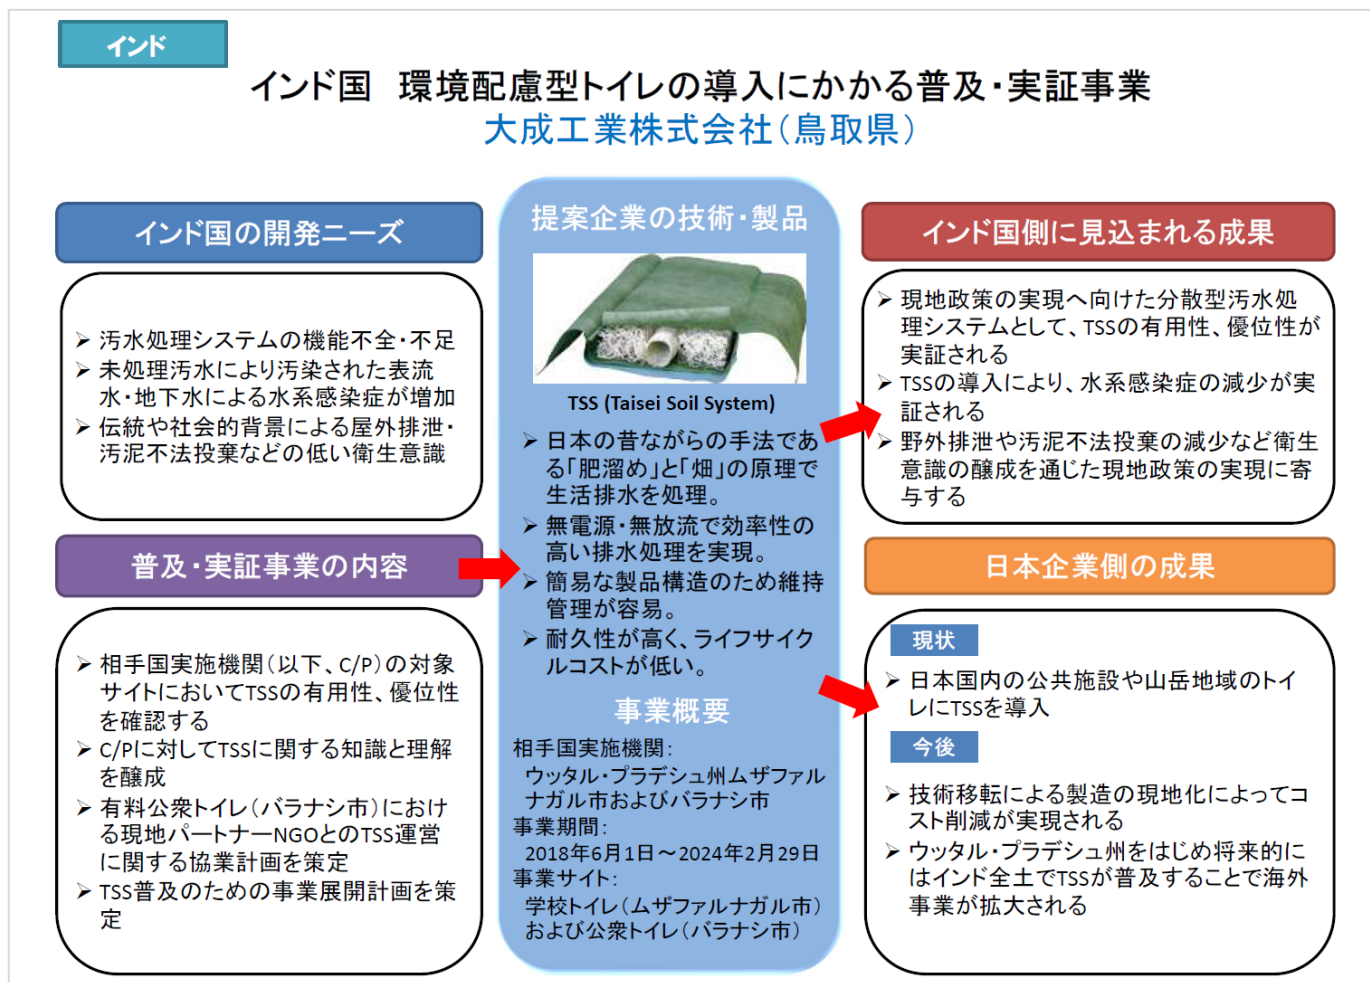 インド
インド国　環境配慮型トイレの導入にかかる普及・実証事業
大成工業株式会社（鳥取県）
インド国の開発ニーズ
➢ 汚水処理システムの機能不全・不足
➢ 未処理汚水により汚染された表流
水・地下水による水系感染症が増加
➢ 伝統や社会的背景による屋外排泄・
汚泥不法投棄などの低い衛生意識
普及・実証事業の内容
➢ 相手国実施機関（以下、C/P）の対象
サイトにおいてTSSの有用性、優位性
を確認する
➢ C/Pに対してTSSに関する知識と理解
を醸成
➢ 有料公衆トイレ（バラナシ市）におけ
る現地パートナーNGOとのTSS運営
に関する協業計画を策定
➢ TSS普及のための事業展開計画を策
定
提案企業の技術・製品
TSS (Taisei Soil System)
➢ 日本の昔ながらの手法であ
る「肥溜め」と「畑」の原理で
生活排水を処理。
➢ 無電源・無放流で効率性の
高い排水処理を実現。
➢ 簡易な製品構造のため維持
管理が容易。
➢ 耐久性が高く、ライフサイク
ルコストが低い。
事業概要
相手国実施機関：
ウッタル・プラデシュ州ムザファル
ナガル市およびバラナシ市
事業期間：
2018年6月1日～2024年2月29日
事業サイト：
学校トイレ（ムザファルナガル市）
および公衆トイレ（バラナシ市）
インド国側に見込まれる成果
➢ 現地政策の実現へ向けた分散型汚水処
理システムとして、TSSの有用性、優位性が
実証される
➢ TSSの導入により、水系感染症の減少が実
証される
➢ 野外排泄や汚泥不法投棄の減少など衛生
意識の醸成を通じた現地政策の実現に寄
与する
日本企業側の成果
現状
➢ 日本国内の公共施設や山岳地域のトイ
レにTSSを導入
今後
➢ 技術移転による製造の現地化によってコ
スト削減が実現される
➢ ウッタル・プラデシュ州をはじめ将来的に
はインド全土でTSSが普及することで海外
事業が拡大される